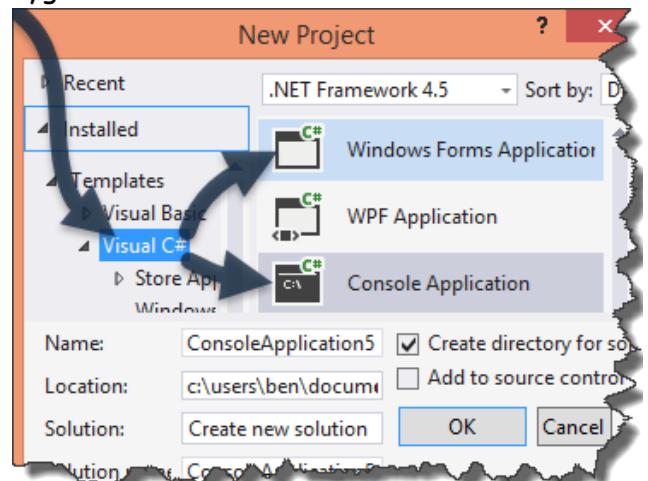 New Project ? ×
Recent
.NET Framework 4.5 Sort by: D
Installed
C#
Windows Forms Application
Templates
Visual Basic
C#
WPF Application
Visual C#
C#
C:\
Console Application
Store App
Windows
Name: ConsoleApplication5 Create directory for so
Location: c:\users\ben\docume Add to source control
Solution: Create new solution OK Cancel